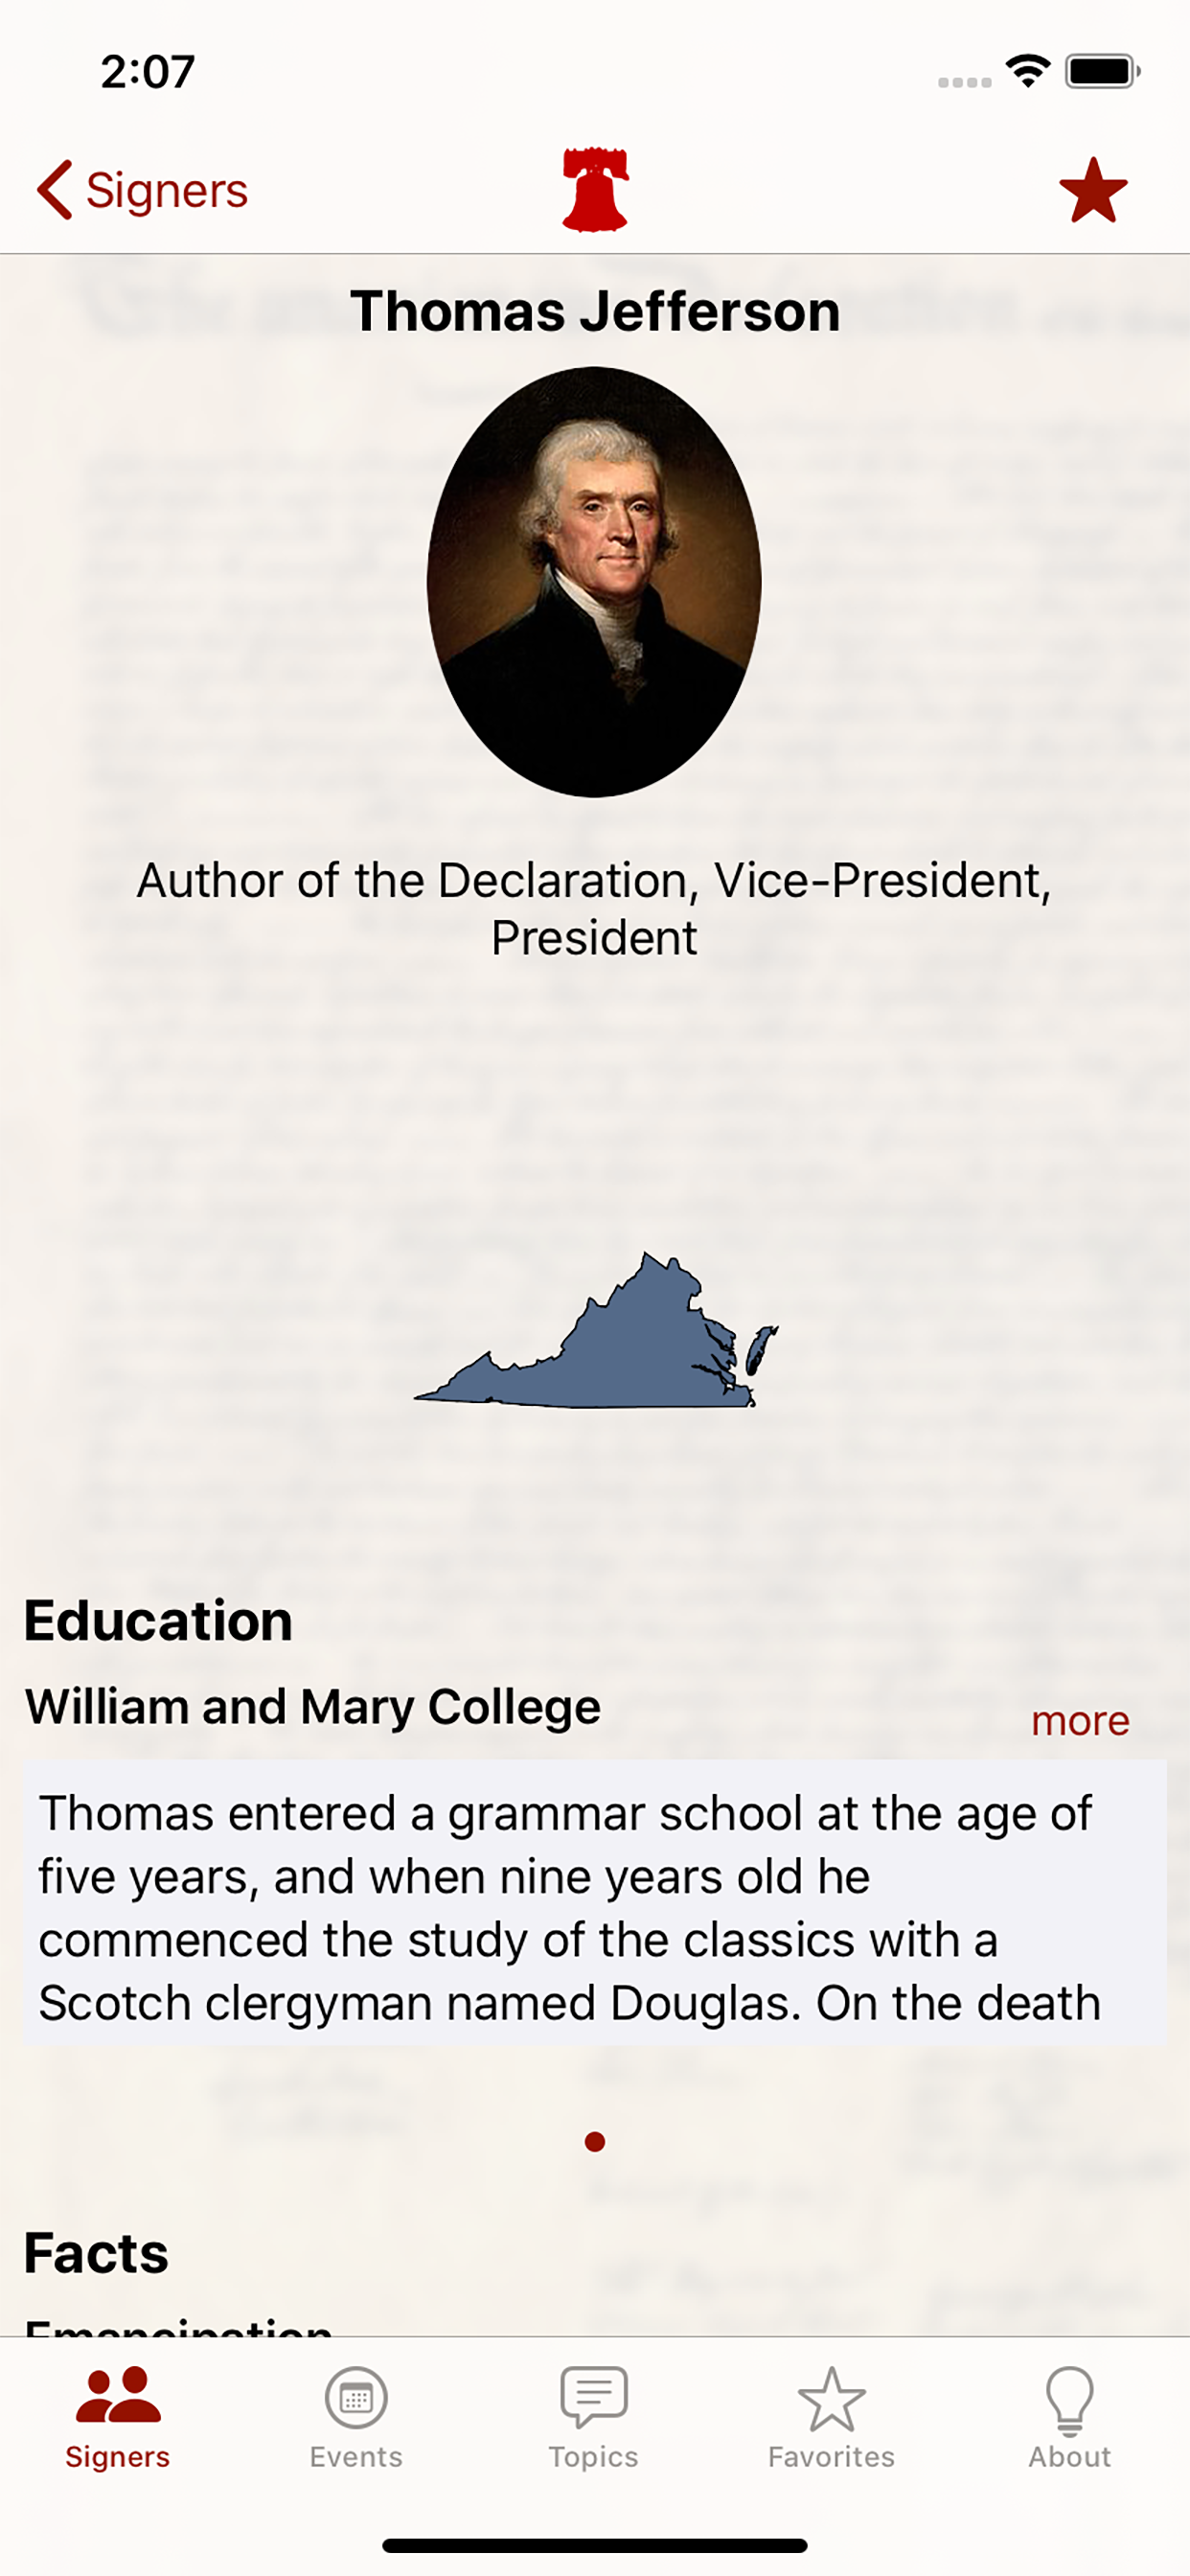 2:07
Signers
Thomas Jefferson
Author of the Declaration, Vice-President,
President
Education
William and Mary College
more
Thomas entered a grammar school at the age of
five years, and when nine years old he
commenced the study of the classics with a
Scotch clergyman named Douglas. On the death
Facts
Emancipation
Signers
Events
Topics
Favorites
About